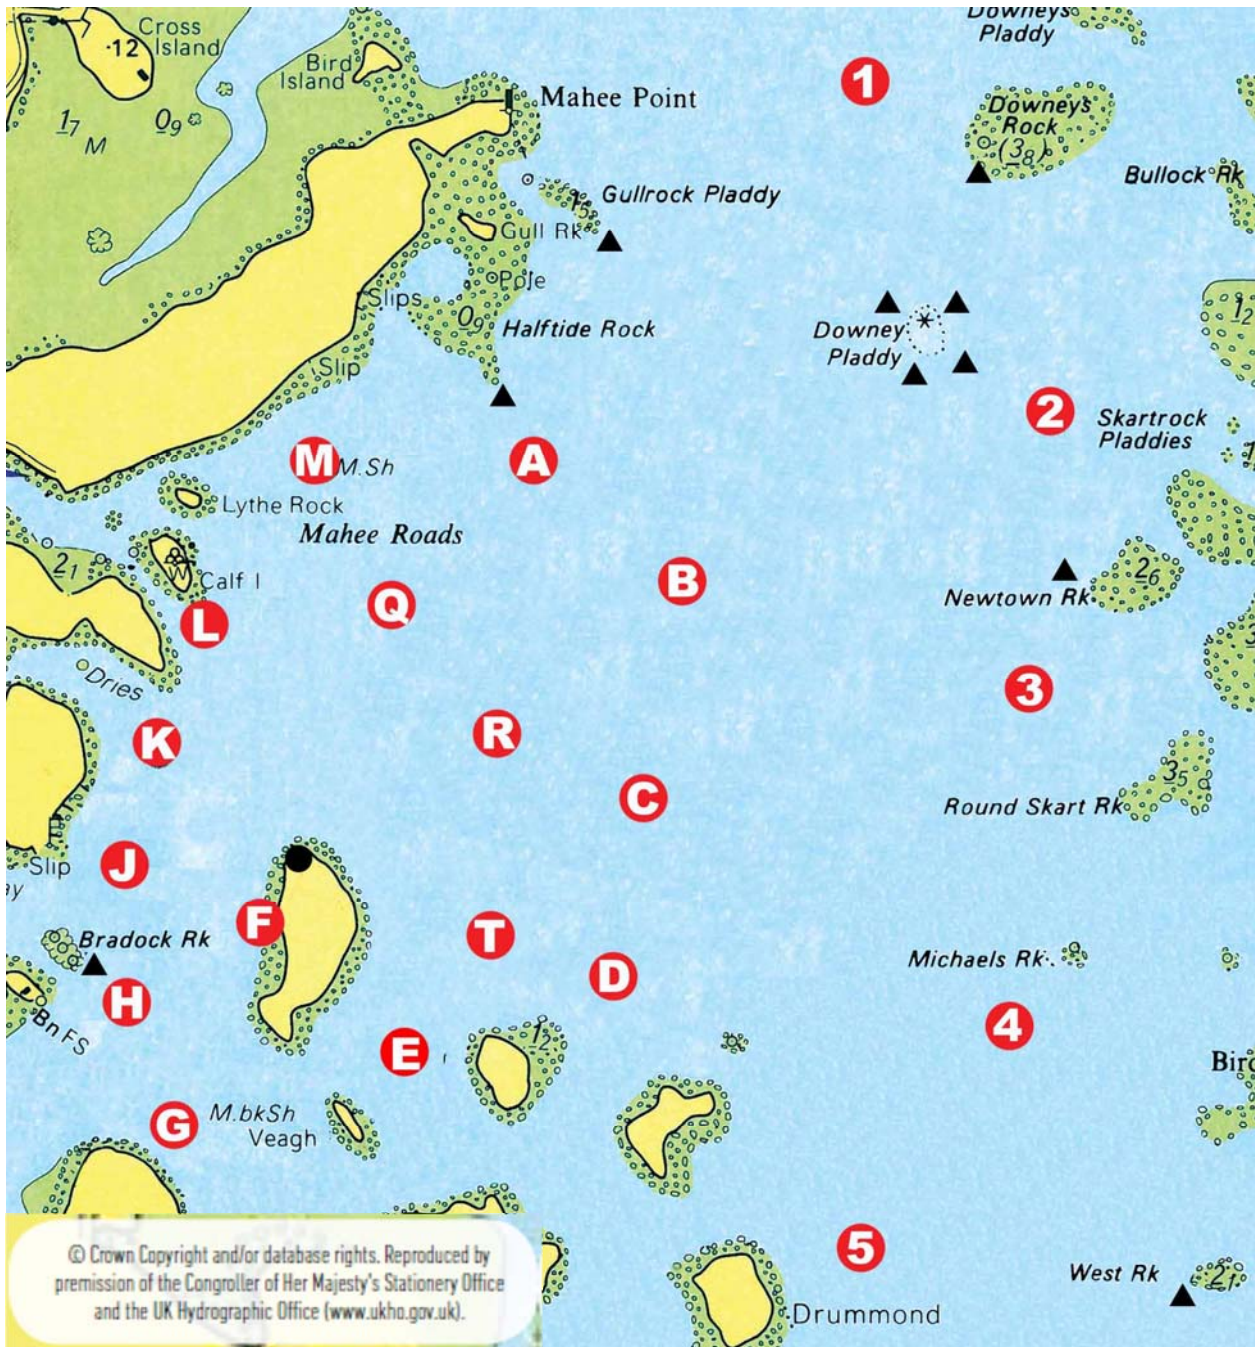 Downeys
Pladdy
Cross
Island
·12
Bird
Island
1
Mahee Point
Downey's
Rock
(3₈)
1₇
M
0₉
Bullock Rk
Gullrock Pladdy
1₅
Gull Rk
Pole
Slips
0₉
Halftide Rock
1₂
Downey
Pladdy
Slip
2
Skartrock
Pladdies
M
M.Sh
A
Lythe Rock
Mahee Roads
2₁
W
Calf I
B
2₆
Newtown Rk
Q
L
Dries
3
K
R
3₅
C
Round Skart Rk
Slip
J
F
Bradock Rk
T
Michaels Rk
D
H
Bn FS
4
E
1₂
Bird
G
M.bkSh
Veagh
5
West Rk
2₁
Drummond
© Crown Copyright and/or database rights. Reproduced by
premission of the Congroller of Her Majesty's Stationery Office
and the UK Hydrographic Office (www.ukho.gov.uk).